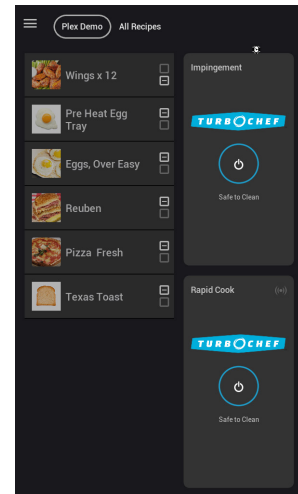 Plex Demo
All Recipes
Wings x 12
Pre Heat Egg
Tray
Eggs, Over Easy
Reuben
Pizza Fresh
Texas Toast
Impingement
TURBOCHEF
Safe to Clean
Rapid Cook
TURBOCHEF
Safe to Clean